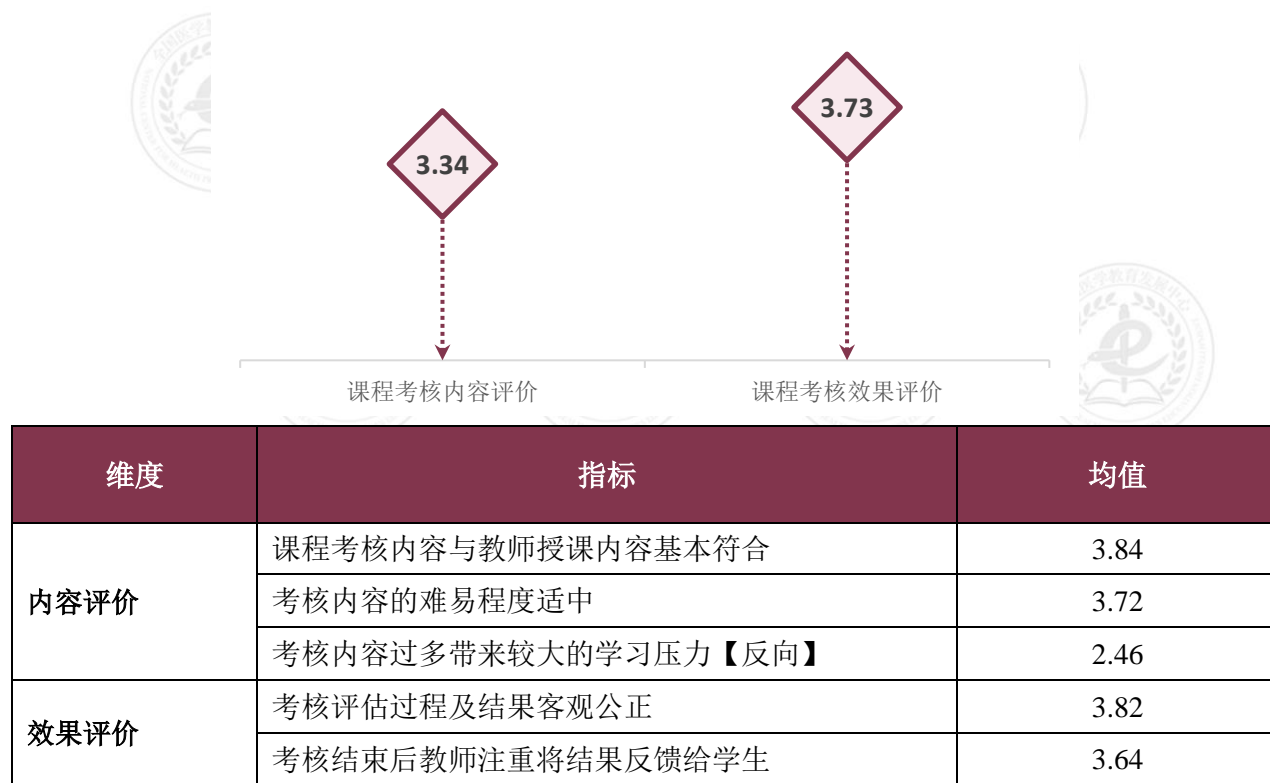 3.73
3.34
课程考核内容评价 课程考核效果评价
维度 指标 均值
内容评价 课程考核内容与教师授课内容基本符合 3.84
考核内容的难易程度适中 3.72
考核内容过多带来较大的学习压力【反向】 2.46
效果评价 考核评估过程及结果客观公正 3.82
考核结束后教师注重将结果反馈给学生 3.64